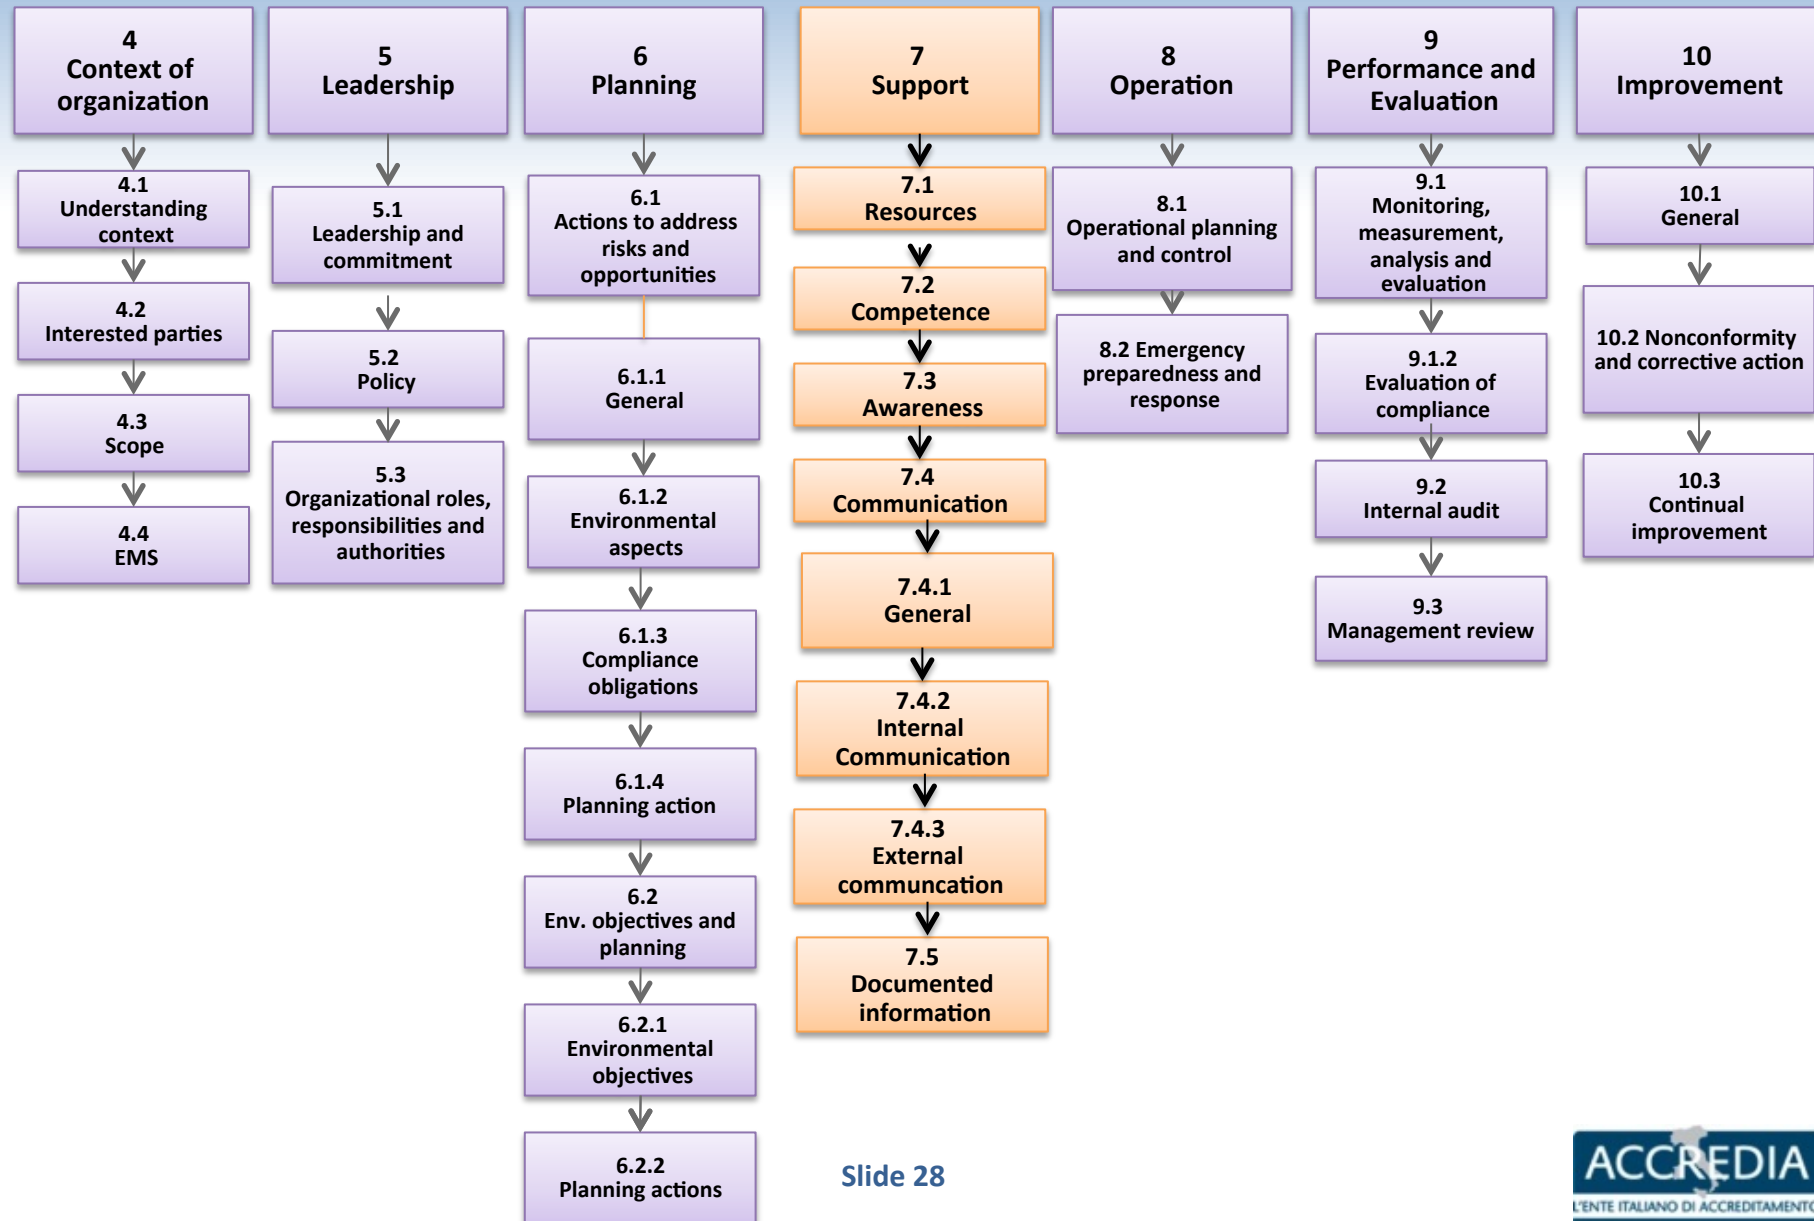 4
Context of
organization
4.1
Understanding
context
4.2
Interested parties
4.3
Scope
4.4
EMS
5
Leadership
5.1
Leadership and
commitment
5.2
Policy
5.3
Organizational roles,
responsibilities and
authorities
6
Planning
6.1
Actions to address
risks and
opportunities
6.1.1
General
6.1.2
Environmental
aspects
6.1.3
Compliance
obligations
6.1.4
Planning action
6.2
Env. objectives and
planning
6.2.1
Environmental
objectives
6.2.2
Planning actions
7
Support
7.1
Resources
7.2
Competence
7.3
Awareness
7.4
Communication
7.4.1
General
7.4.2
Internal
Communication
7.4.3
External
communcation
7.5
Documented
information
8
Operation
8.1
Operational planning
and control
8.2 Emergency
preparedness and
response
9
Performance and
Evaluation
9.1
Monitoring,
measurement,
analysis and
evaluation
9.1.2
Evaluation of
compliance
9.2
Internal audit
9.3
Management review
10
Improvement
10.1
General
10.2 Nonconformity
and corrective action
10.3
Continual
improvement
Slide 28
ACCREDIA
L'ENTE ITALIANO DI ACCREDITAMENTO